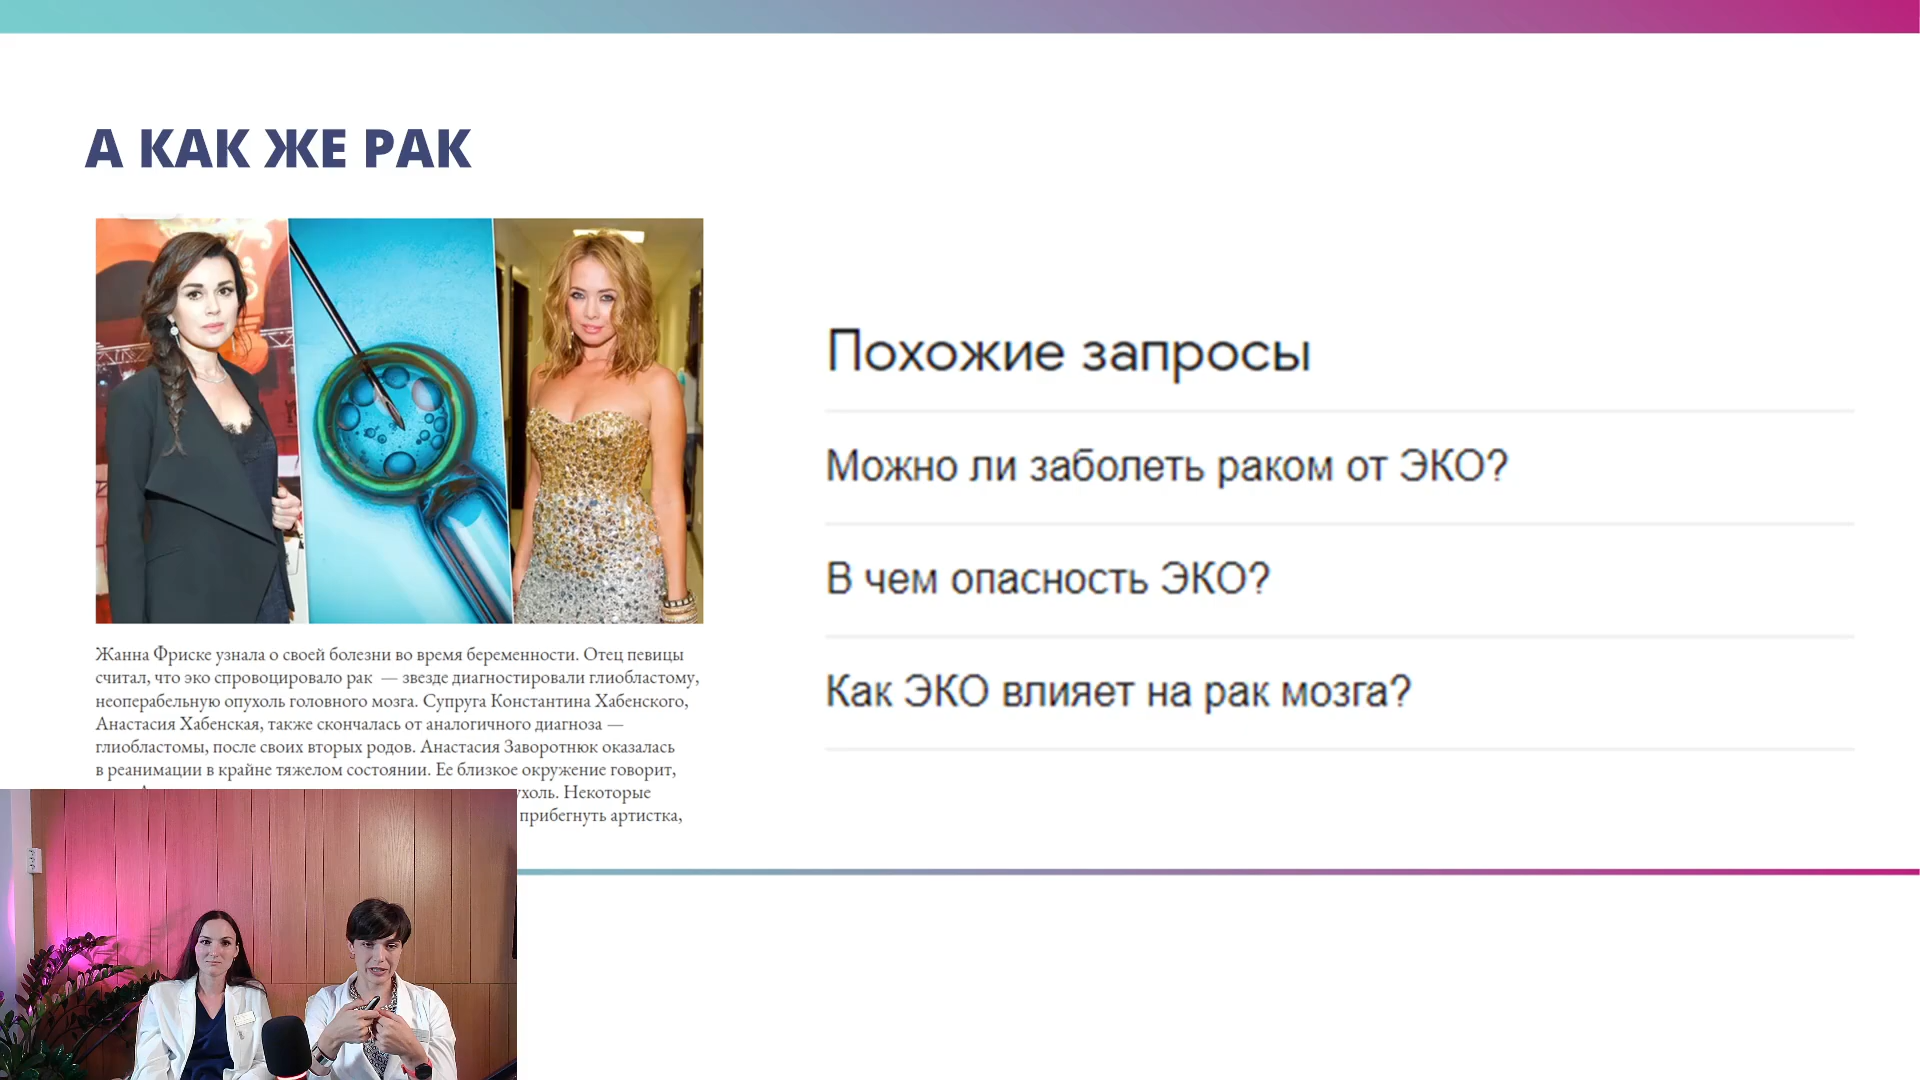 А КАК ЖЕ РАК
Жанна Фриске узнала о своей болезни во время беременности. Отец певицы
считал, что эко спровоцировало рак — звезде диагностировали глиобластому,
неоперабельную опухоль головного мозга. Супруга Константина Хабенского,
Анастасия Хабенская, также скончалась от аналогичного диагноза —
глиобластомы, после своих вторых родов. Анастасия Заворотнюк оказалась
в реанимации в крайне тяжелом состоянии. Ее близкое окружение говорит,
Некоторые
прибегнуть артистка,
Похожие запросы
Можно ли заболеть раком от ЭКО?
В чем опасность ЭКО?
Как ЭКО влияет на рак мозга?